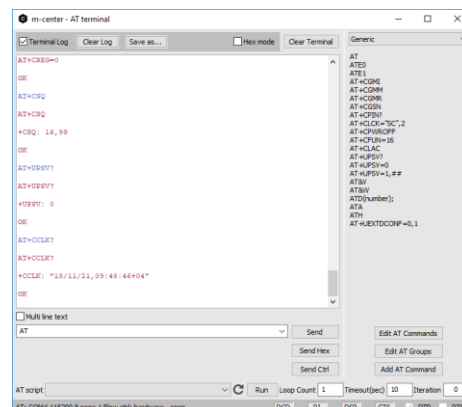 m-center - AT terminal
Terminal Log Clear Log Save as... Hex mode Clear Terminal
AT+CREG=0
OK
AT+CSQ
AT+CSQ
+CSQ: 16,99
OK
AT+UPSV?
AT+UPSV?
+UPSV: 0
OK
AT+CCLK?
AT+CCLK?
+CCLK: "18/11/21,09:48:46+04"
OK
Multi line text
AT
Send
Send Hex
Send Ctrl
Generic
AT
ATE0
ATE1
AT+CGMI
AT+CGMM
AT+CGMR
AT+CGSN
AT+CPIN?
AT+CLCK="SC",2
AT+CPWROFF
AT+CFUN=16
AT+CLAC
AT+UPSV?
AT+UPSV=0
AT+UPSV=1,##
AT&V
AT&W
ATD(number);
ATA
ATH
AT+UEXTDCONF=0,1
Edit AT Commands
Edit AT Groups
Add AT Command
AT script Run Loop Count 1 Timeout(sec) 10 Iteration 0